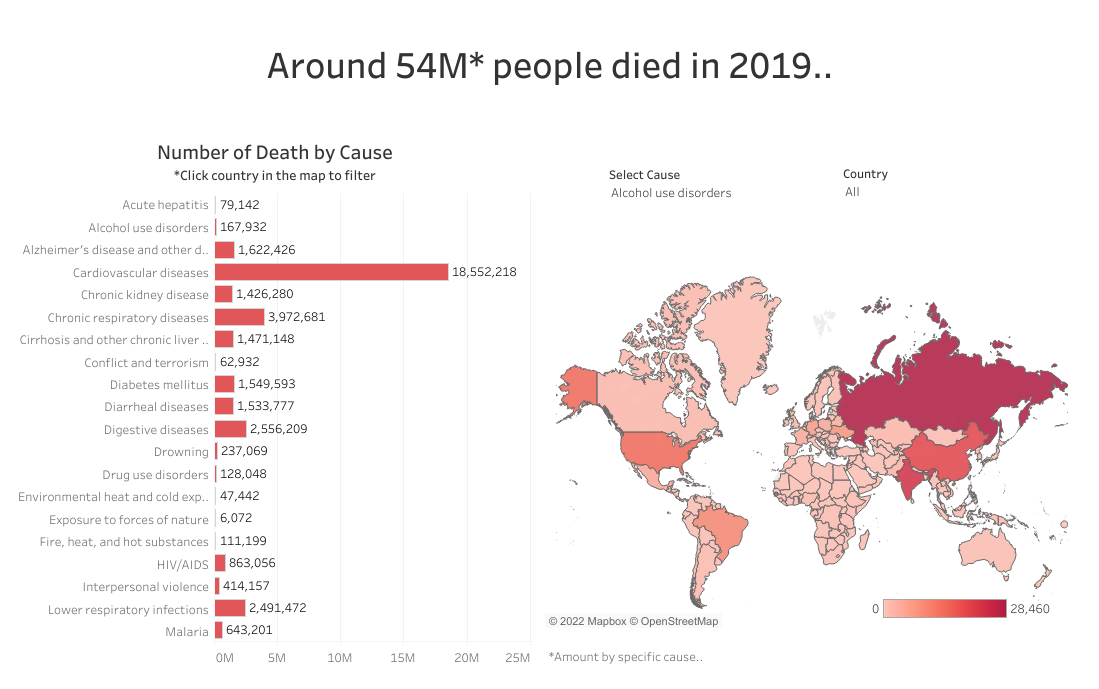 Around 54M* people died in 2019..
Number of Death by Cause
*Click country in the map to filter
Acute hepatitis 79,142
Alcohol use disorders 167,932
Alzheimer's disease and other d.. 1,622,426
Cardiovascular diseases 18,552,218
Chronic kidney disease 1,426,280
Chronic respiratory diseases 3,972,681
Cirrhosis and other chronic liver .. 1,471,148
Conflict and terrorism 62,932
Diabetes mellitus 1,549,593
Diarrheal diseases 1,533,777
Digestive diseases 2,556,209
Drowning 237,069
Drug use disorders 128,048
Environmental heat and cold exp.. 47,442
Exposure to forces of nature 6,072
Fire, heat, and hot substances 111,199
HIV/AIDS 863,056
Interpersonal violence 414,157
Lower respiratory infections 2,491,472
Malaria 643,201
0M 5M 10M 15M 20M 25M
Select Cause
Alcohol use disorders
Country
All
0 28,460
© 2022 Mapbox © OpenStreetMap
*Amount by specific cause..